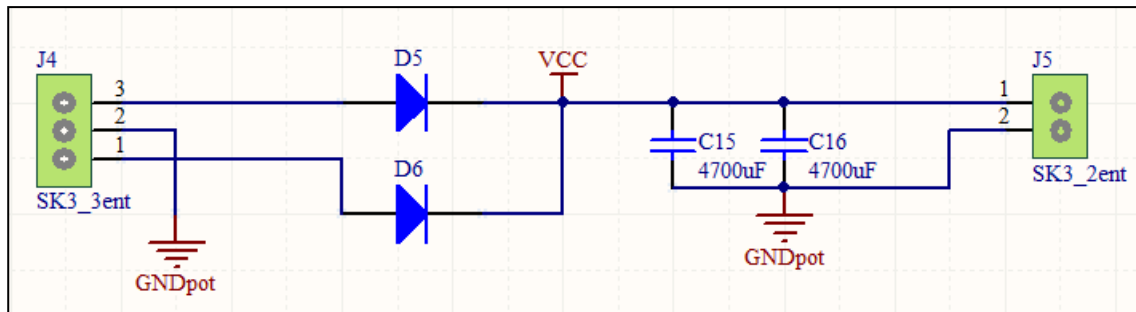 J4
3
2
1
SK3_3ent
GNDpot
D5
D6
VCC
C15
4700uF
C16
4700uF
GNDpot
J5
1
2
SK3_2ent